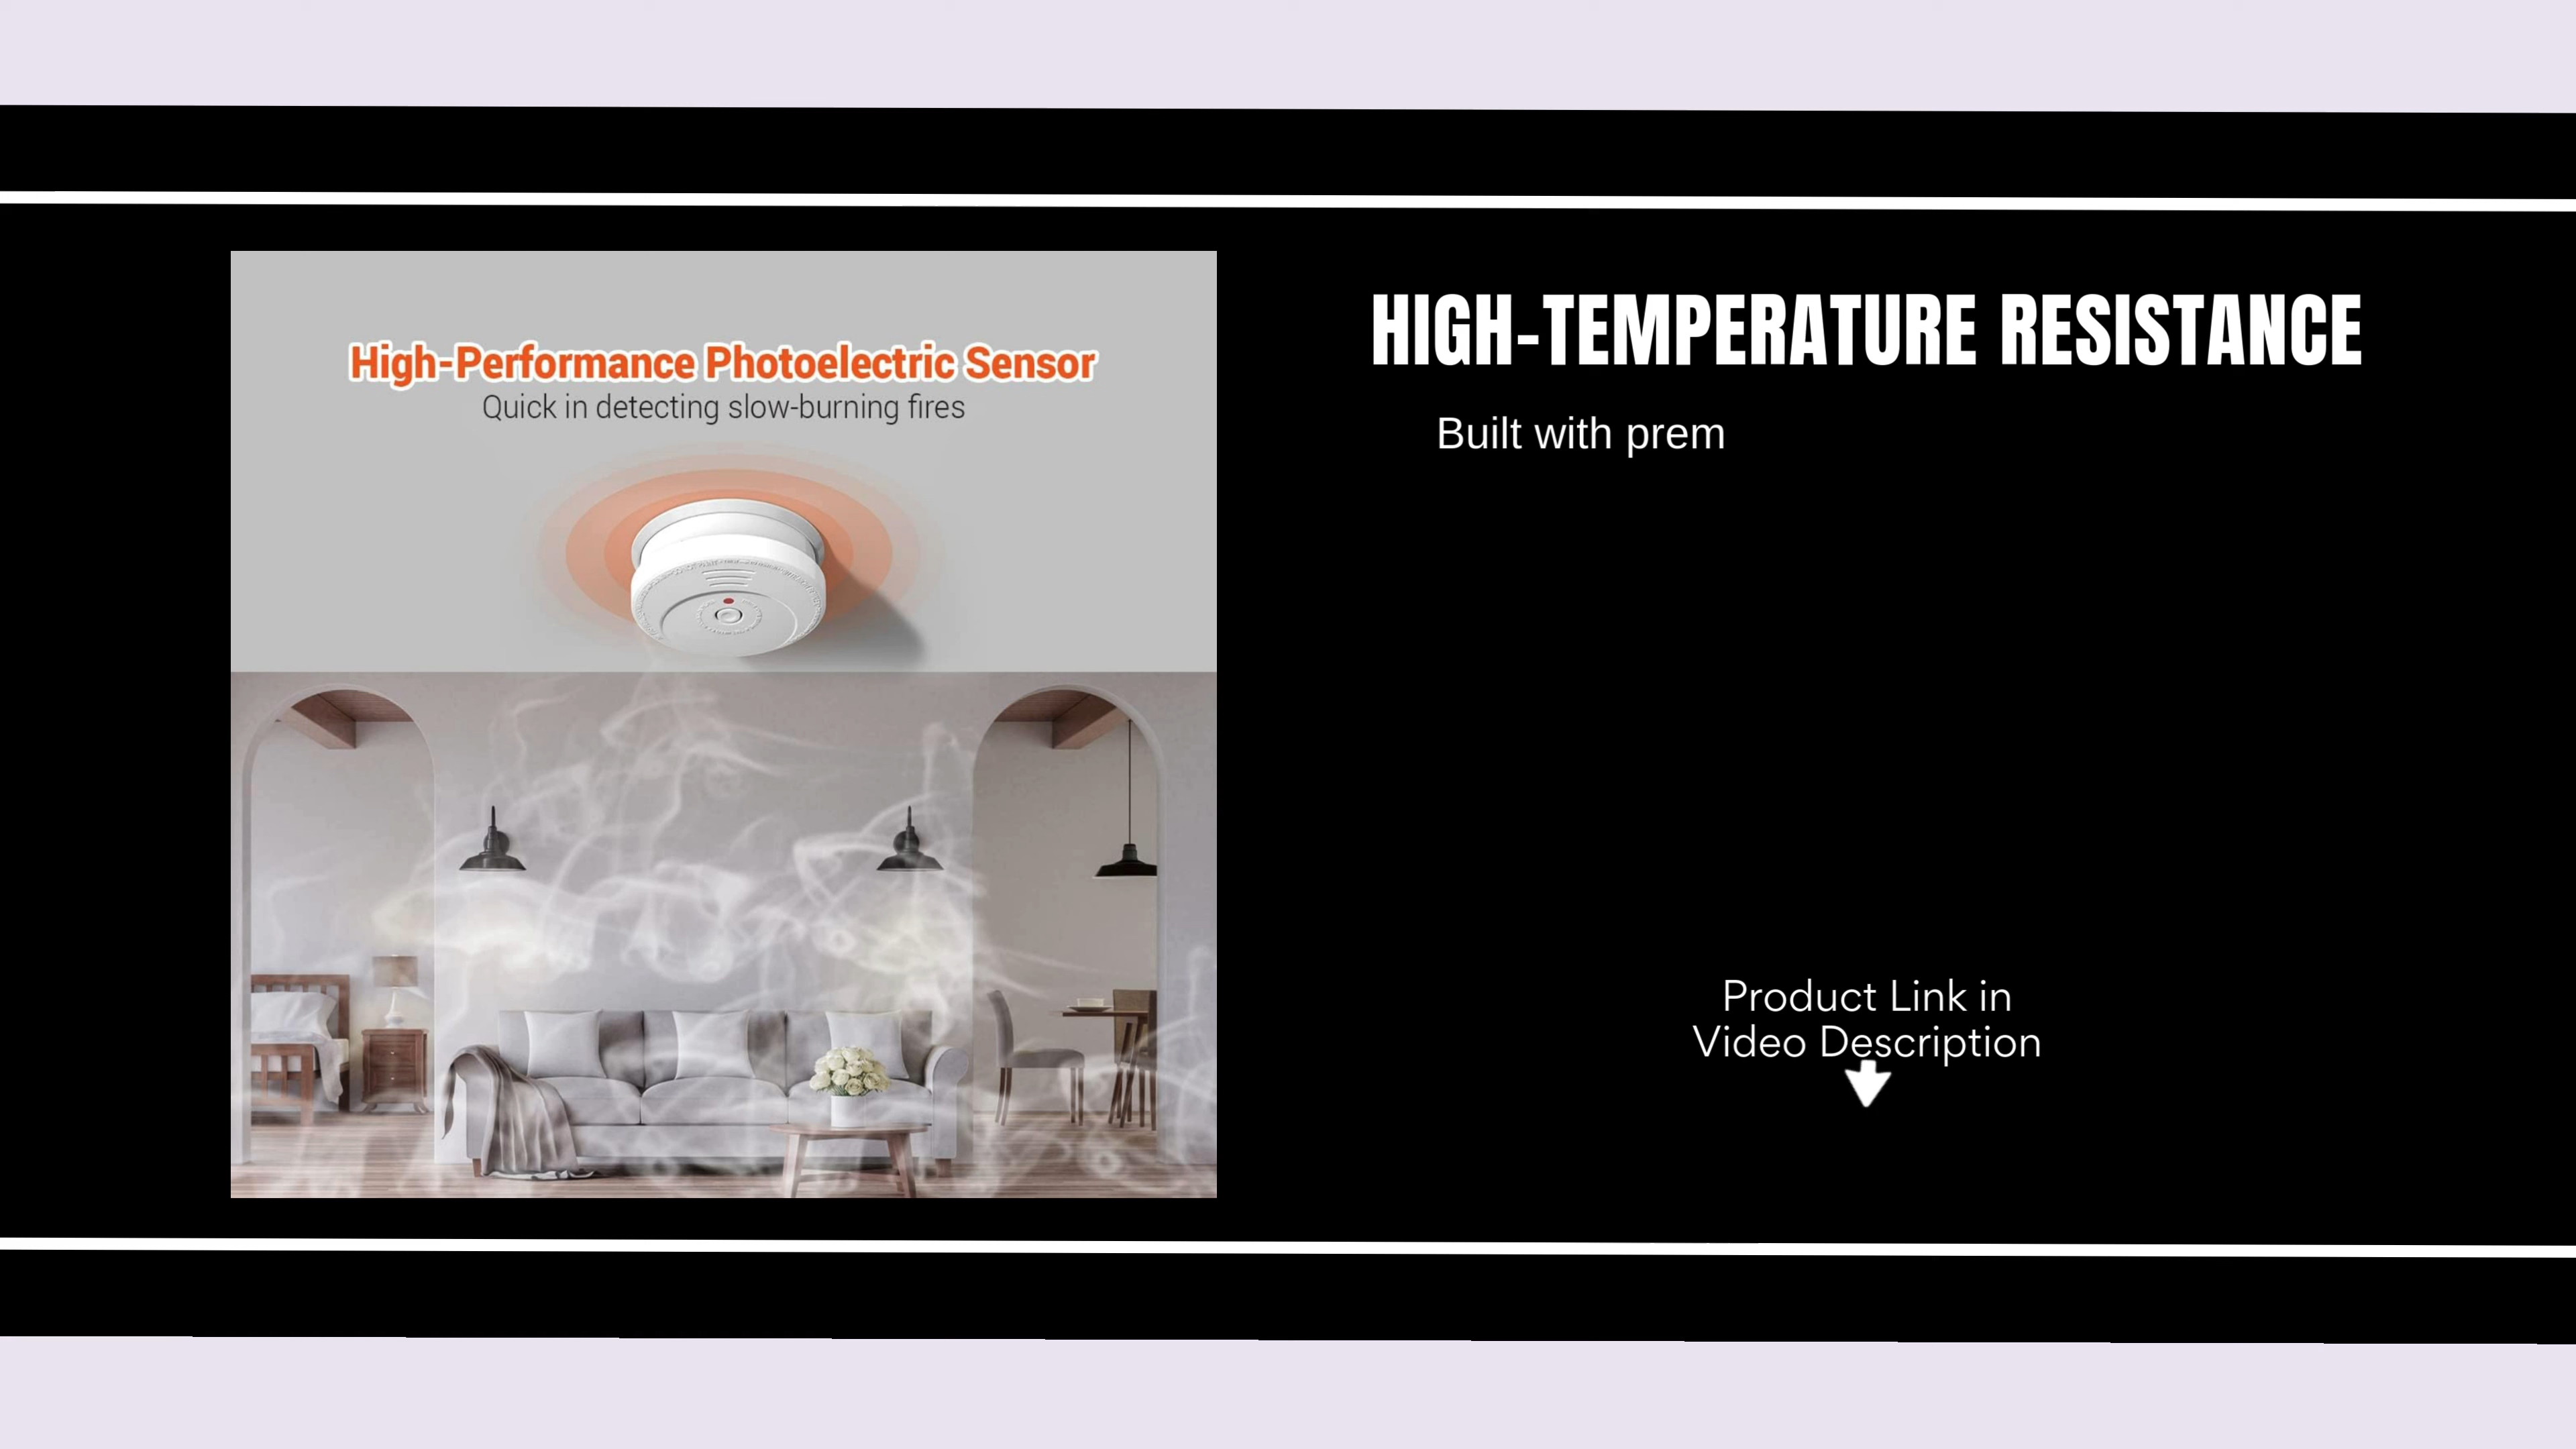 High-Performance Photoelectric Sensor
Quick in detecting slow-burning fires
HIGH-TEMPERATURE RESISTANCE
Built with prem
Product Link in
Video Description